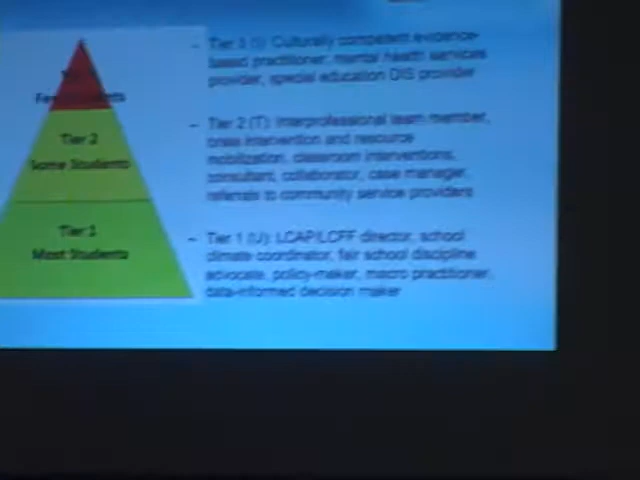 Tier 3
Few Students
Tier 2
Some Students
Tier 1
Most Students
– Tier 3 (I): Culturally competent evidence-
based practitioner, mental health services
provider, special education DIS provider
– Tier 2 (T): Interprofessional team member,
brief intervention and resource
mobilization, classroom interventions,
consultant, collaborator, case manager,
referrals to community service providers
– Tier 1 (U): LCAP/LCFF director, school
climate coordinator, fair school discipline
advocate, policy-maker, macro practitioner,
data-informed decision maker